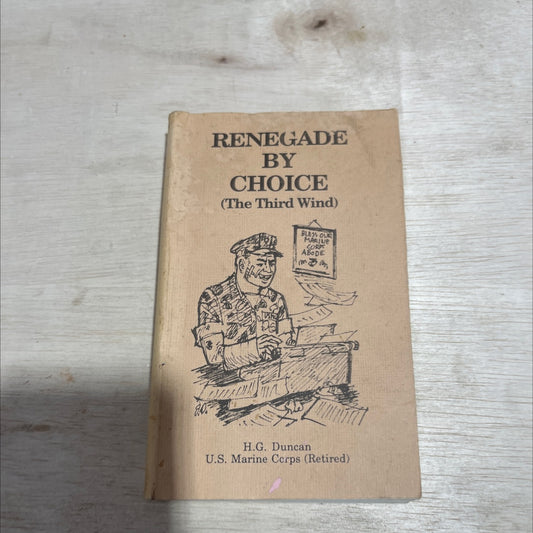 RENEGADE
BY
CHOICE
(The Third Wind)
BLESS OUR
MARINE
CORPS
ABODE
H.G. Duncan
U.S. Marine Corps (Retired)